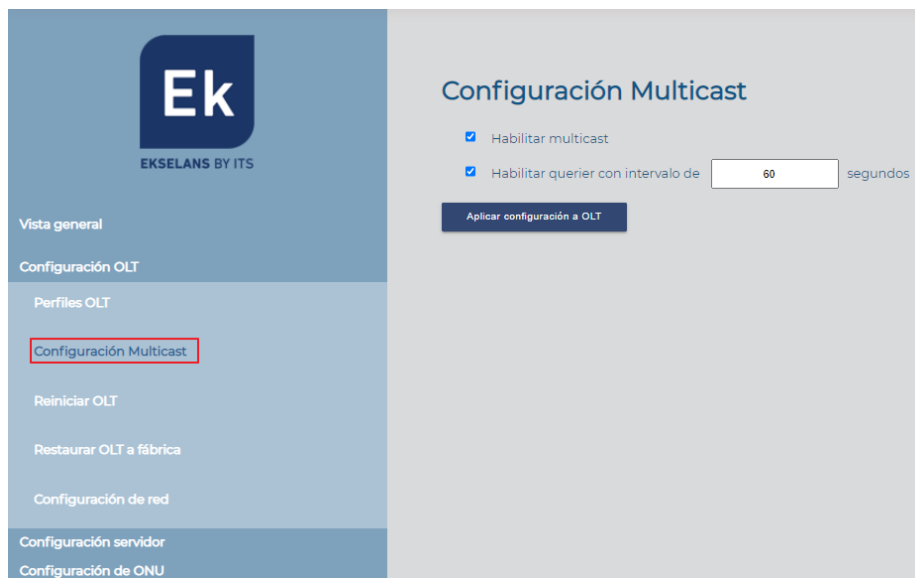 Ek
EKSELANS BY ITS
Vista general
Configuración OLT
Perfiles OLT
Configuración Multicast
Reiniciar OLT
Restaurar OLT a fábrica
Configuración de red
Configuración servidor
Configuración de ONU
Configuración Multicast
Habilitar multicast
Habilitar querier con intervalo de 60 segundos
Aplicar configuración a OLT